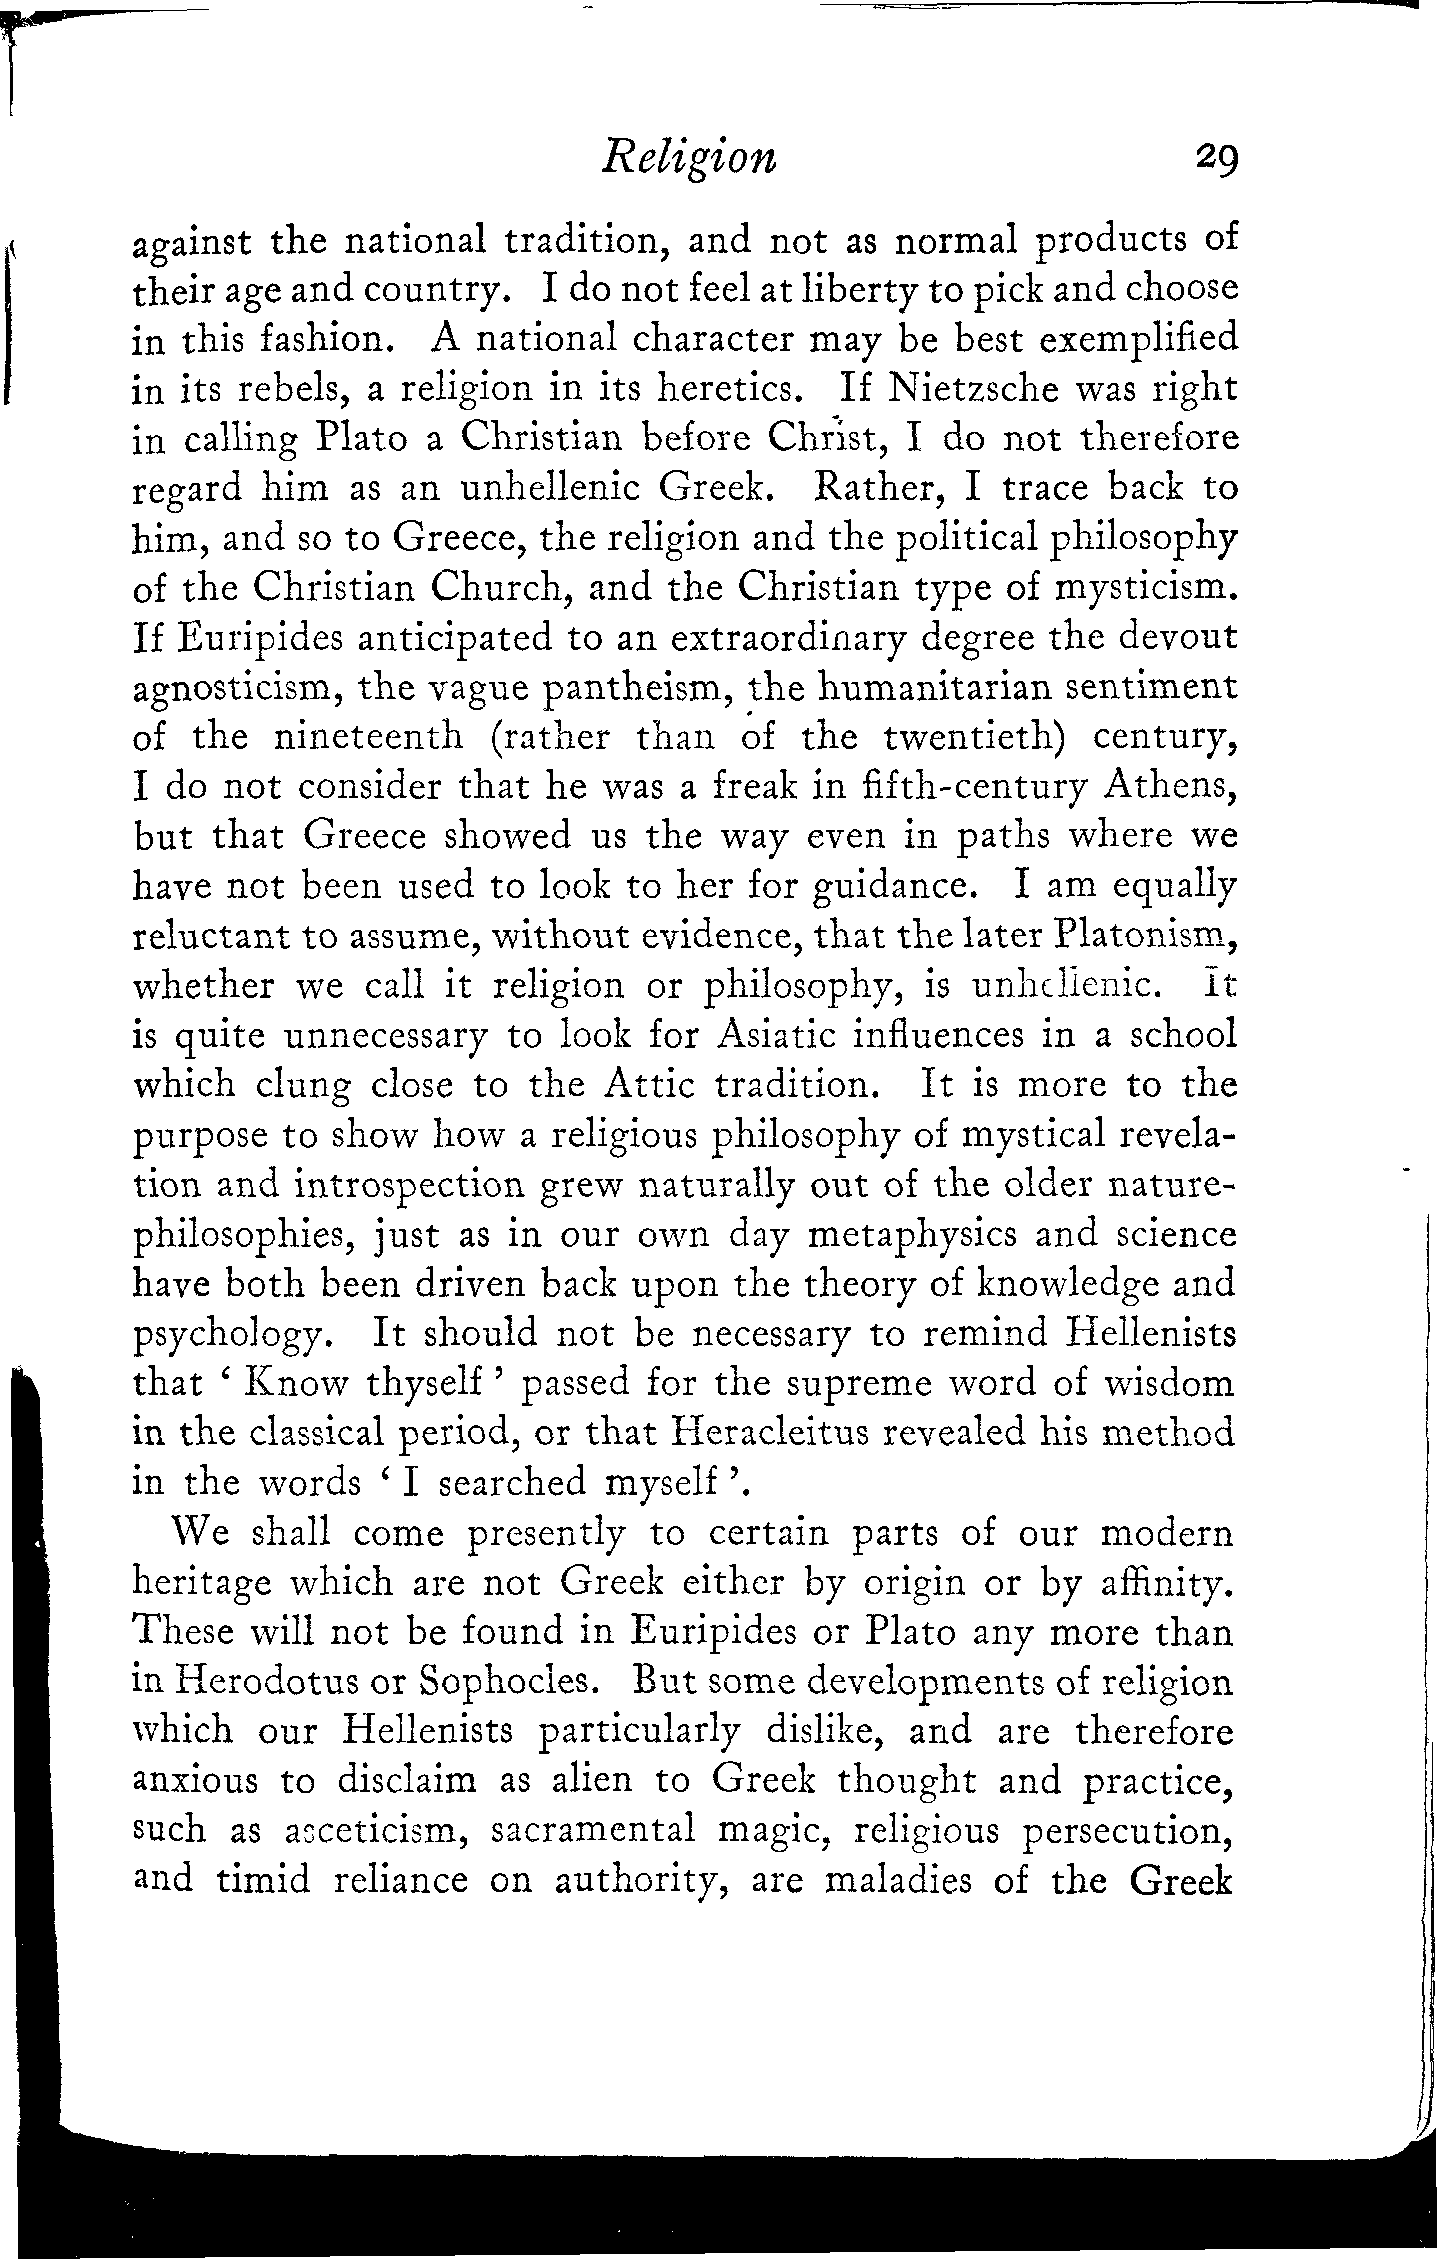 Religion 29
against the national tradition, and not as normal products of
their age and country. I do not feel at liberty to pick and choose
in this fashion. A national character may be best exemplified
in its rebels, a religion in its heretics. If Nietzsche was right
in calling Plato a Christian before Christ, I do not therefore
regard him as an unhellenic Greek. Rather, I trace back to
him, and so to Greece, the religion and the political philosophy
of the Christian Church, and the Christian type of mysticism.
If Euripides anticipated to an extraordinary degree the devout
agnosticism, the vague pantheism, the humanitarian sentiment
of the nineteenth (rather than of the twentieth) century,
I do not consider that he was a freak in fifth-century Athens,
but that Greece showed us the way even in paths where we
have not been used to look to her for guidance. I am equally
reluctant to assume, without evidence, that the later Platonism,
whether we call it religion or philosophy, is unhellenic. It
is quite unnecessary to look for Asiatic influences in a school
which clung close to the Attic tradition. It is more to the
purpose to show how a religious philosophy of mystical revela-
tion and introspection grew naturally out of the older nature-
philosophies, just as in our own day metaphysics and science
have both been driven back upon the theory of knowledge and
psychology. It should not be necessary to remind Hellenists
that ‘ Know thyself ’ passed for the supreme word of wisdom
in the classical period, or that Heracleitus revealed his method
in the words ‘ I searched myself ’.
We shall come presently to certain parts of our modern
heritage which are not Greek either by origin or by affinity.
These will not be found in Euripides or Plato any more than
in Herodotus or Sophocles. But some developments of religion
which our Hellenists particularly dislike, and are therefore
anxious to disclaim as alien to Greek thought and practice,
such as asceticism, sacramental magic, religious persecution,
and timid reliance on authority, are maladies of the Greek